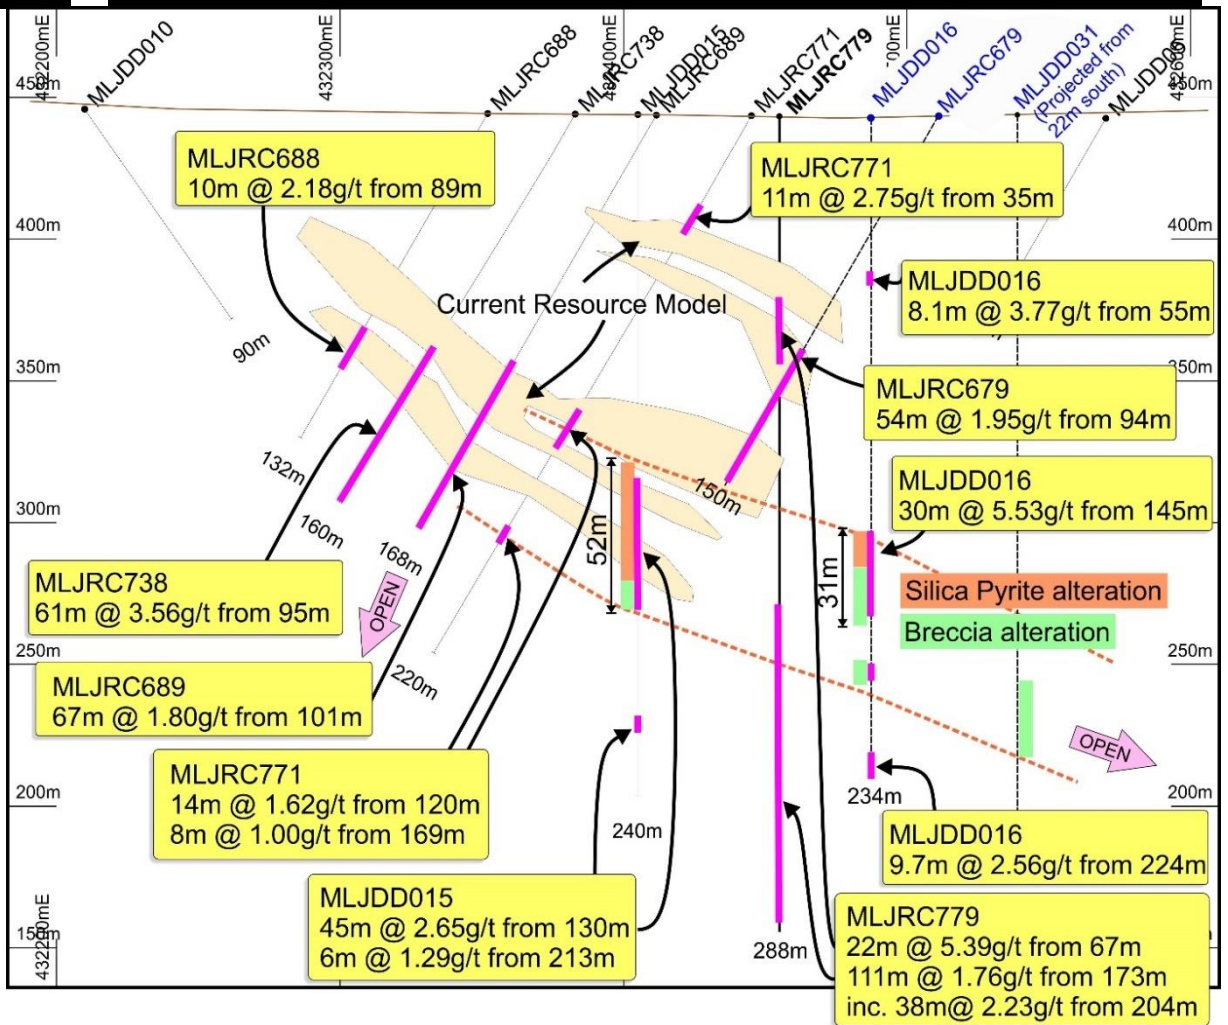 432300mE
MLJDD010
MLJRC688
MLJRC738
MLJDD015
MLJRC689
MLJRC771
MLJRC779
00mE
MLJDD016
MLJRC679
MLJDD031
(Projected from
22m south)
450m
MLJRC688
10m @ 2.18g/t from 89m
MLJRC771
11m @ 2.75g/t from 35m
400m
400m
MLJDD016
8.1m @ 3.77g/t from 55m
Current Resource Model
90m
350m
350m
MLJRC679
54m @ 1.95g/t from 94m
132m
150m
MLJDD016
30m @ 5.53g/t from 145m
300m
160m
168m
52m
31m
Silica Pyrite alteration
Breccia alteration
MLJRC738
61m @ 3.56g/t from 95m
OPEN
250m
250m
MLJRC689
67m @ 1.80g/t from 101m
220m
OPEN
MLJRC771
14m @ 1.62g/t from 120m
8m @ 1.00g/t from 169m
200m
200m
234m
240m
MLJDD016
9.7m @ 2.56g/t from 224m
MLJDD015
45m @ 2.65g/t from 130m
6m @ 1.29g/t from 213m
MLJRC779
22m @ 5.39g/t from 67m
111m @ 1.76g/t from 173m
inc. 38m@ 2.23g/t from 204m
288m
150m
432200mE